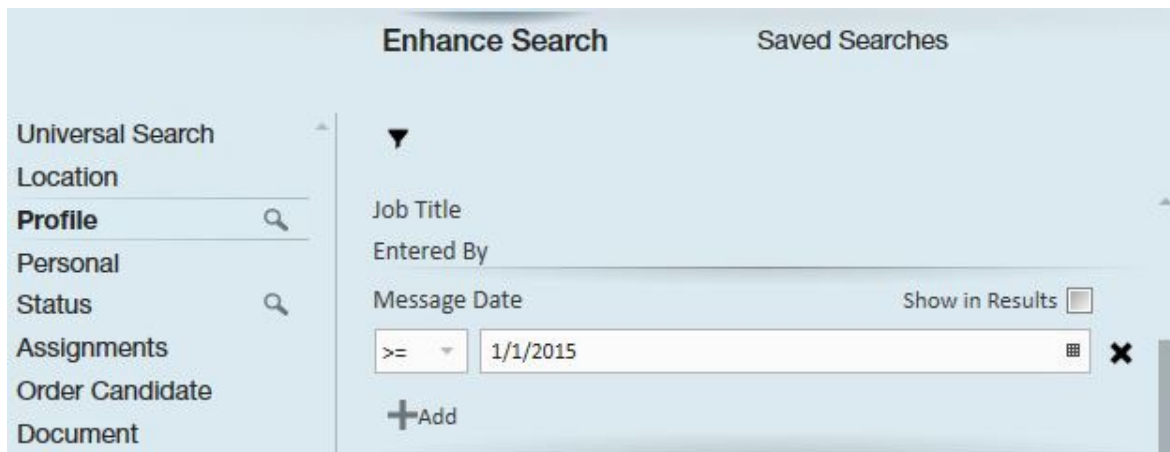 Enhance Search Saved Searches
Universal Search
Location
Profile
Personal
Status
Assignments
Order Candidate
Document
Job Title
Entered By
Message Date Show in Results
>= 1/1/2015
Add